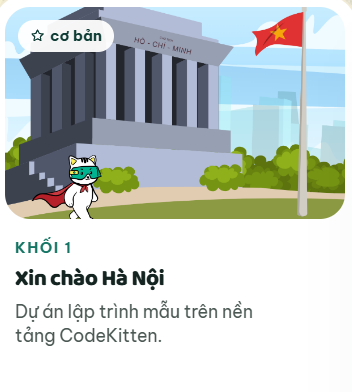 cơ bản
HỒ - CHÍ - MINH
KHỐI 1
Xin chào Hà Nội
Dự án lập trình mẫu trên nền
tảng CodeKitten.